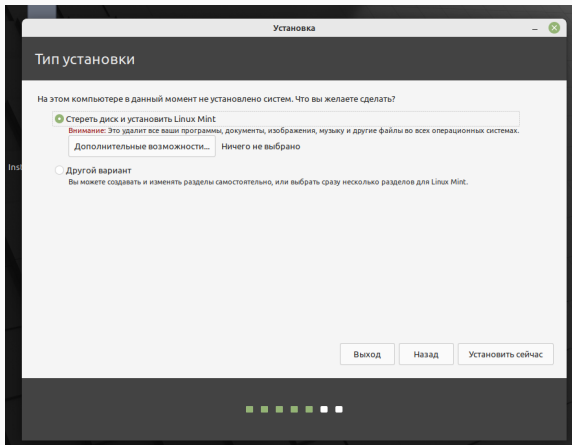 Установка
Тип установки
На этом компьютере в данный момент не установлено систем. Что вы желаете сделать?
Стереть диск и установить Linux Mint
Внимание: Это удалит все ваши программы, документы, изображения, музыку и другие файлы во всех операционных системах.
Дополнительные возможности... Ничего не выбрано
Inst
Другой вариант
Вы можете создавать и изменять разделы самостоятельно, или выбрать сразу несколько разделов для Linux Mint.
Выход Назад Установить сейчас